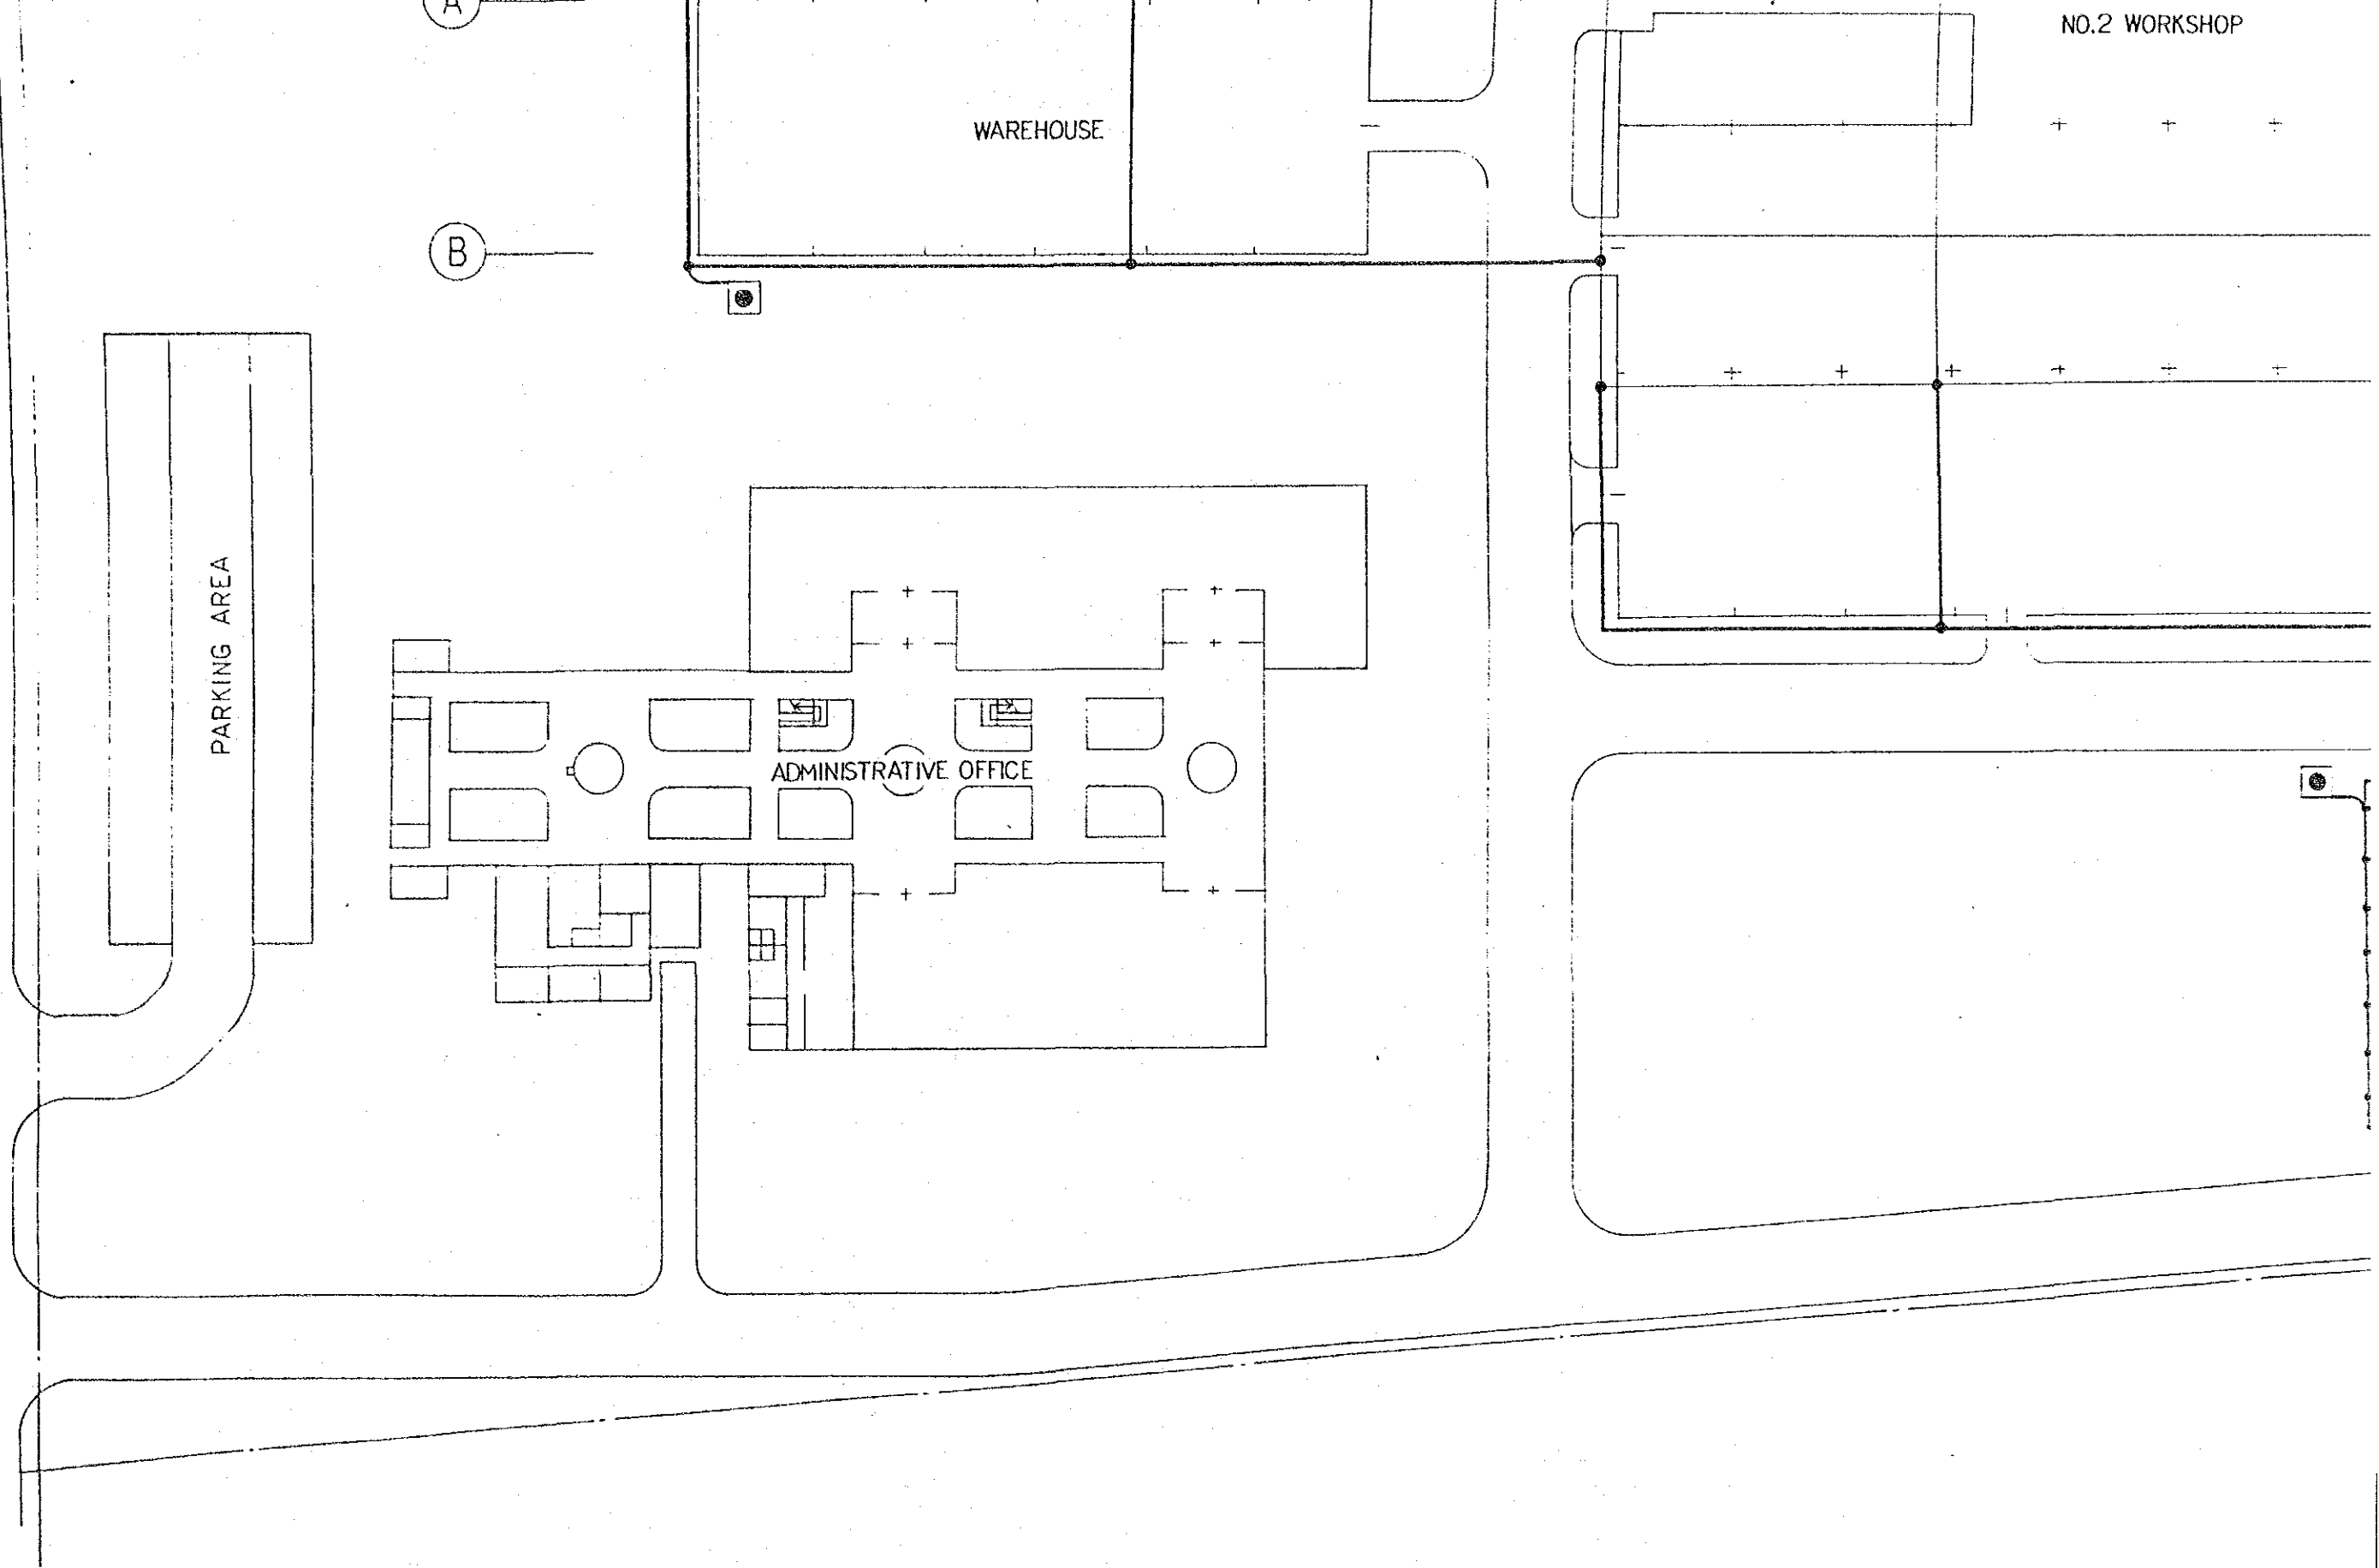 A
NO.2 WORKSHOP
WAREHOUSE
B
PARKING AREA
ADMINISTRATIVE OFFICE